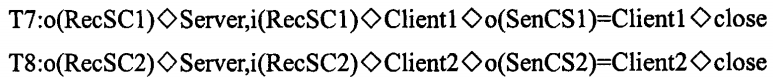 T7:o(RecSC1)◇Server,i(RecSC1)◇Client1◇o(SenCS1)=Client1◇close
T8:o(RecSC2)◇Server,i(RecSC2)◇Client2◇o(SenCS2)=Client2◇close